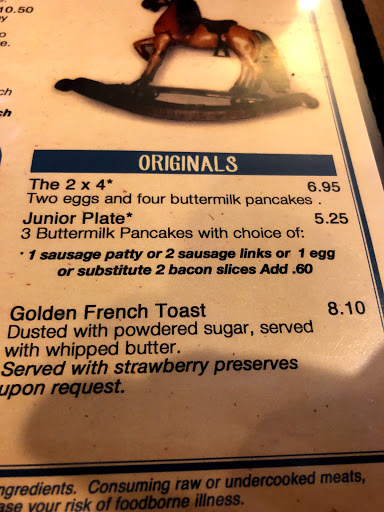 10.50
ch
ch
ORIGINALS
The 2 x 4* 6.95
Two eggs and four buttermilk pancakes .
Junior Plate* 5.25
3 Buttermilk Pancakes with choice of:
· 1 sausage patty or 2 sausage links or 1 egg
or substitute 2 bacon slices Add .60
Golden French Toast 8.10
Dusted with powdered sugar, served
with whipped butter.
Served with strawberry preserves
upon request.
ngredients. Consuming raw or undercooked meats,
ase your risk of foodborne illness.